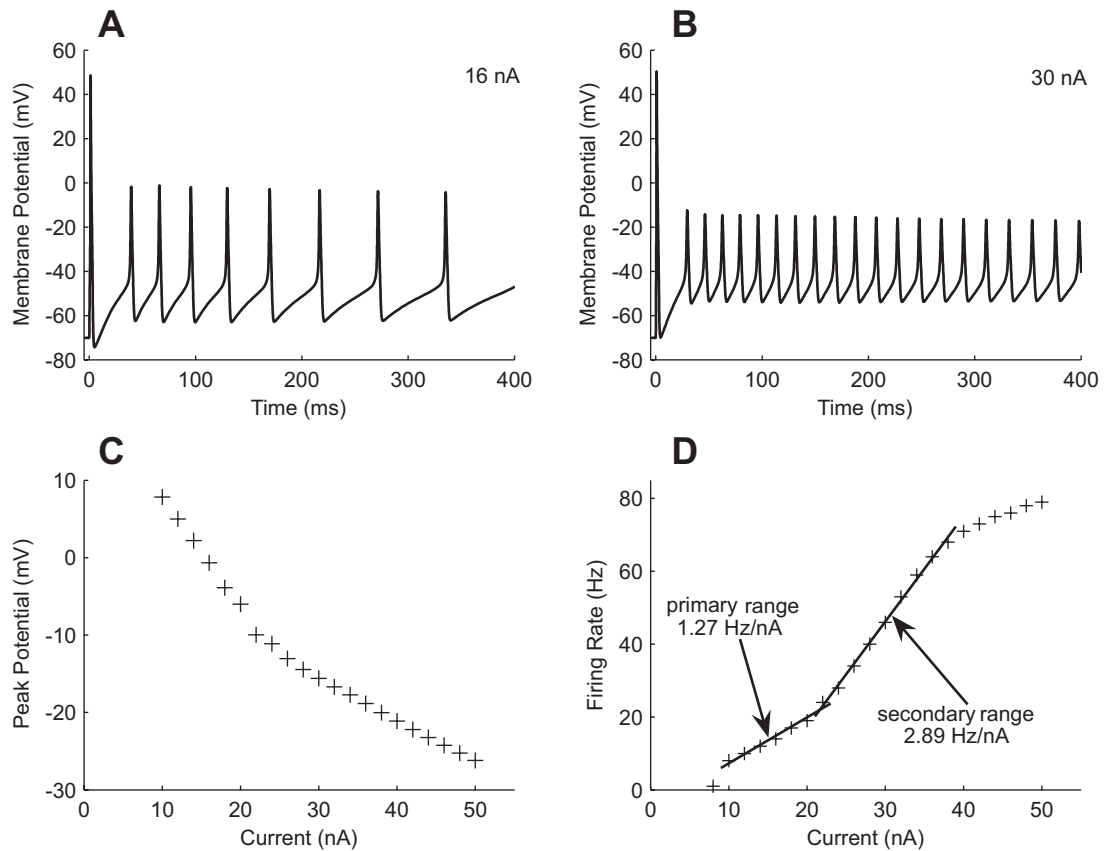 A
60
40
20
0
-20
-40
-60
-80
Membrane Potential (mV)
16 nA
0
100
200
300
400
Time (ms)
B
60
40
20
0
-20
-40
-60
-80
Membrane Potential (mV)
30 nA
0
100
200
300
400
Time (ms)
C
10
0
-10
-20
-30
Peak Potential (mV)
0
10
20
30
40
50
Current (nA)
D
80
60
40
20
0
Firing Rate (Hz)
primary range
1.27 Hz/nA
secondary range
2.89 Hz/nA
0
10
20
30
40
50
Current (nA)